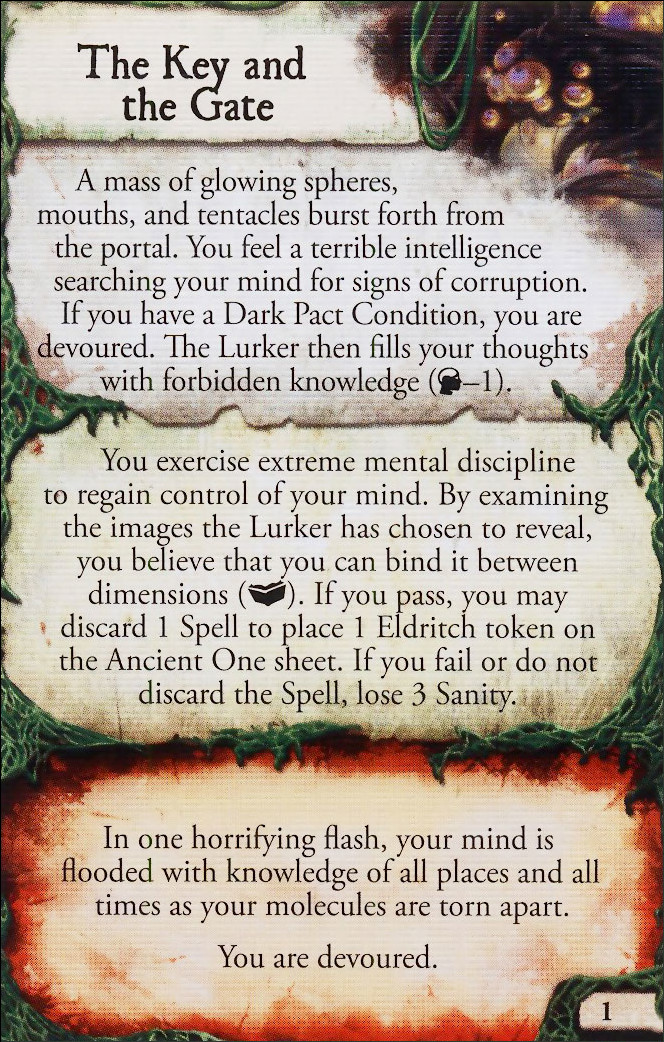 The Key and
the Gate
A mass of glowing spheres,
mouths, and tentacles burst forth from
the portal. You feel a terrible intelligence
searching your mind for signs of corruption.
If you have a Dark Pact Condition, you are
devoured. The Lurker then fills your thoughts
with forbidden knowledge (–1).
You exercise extreme mental discipline
to regain control of your mind. By examining
the images the Lurker has chosen to reveal,
you believe that you can bind it between
dimensions (). If you pass, you may
discard 1 Spell to place 1 Eldritch token on
the Ancient One sheet. If you fail or do not
discard the Spell, lose 3 Sanity.
In one horrifying flash, your mind is
flooded with knowledge of all places and all
times as your molecules are torn apart.
You are devoured.
1